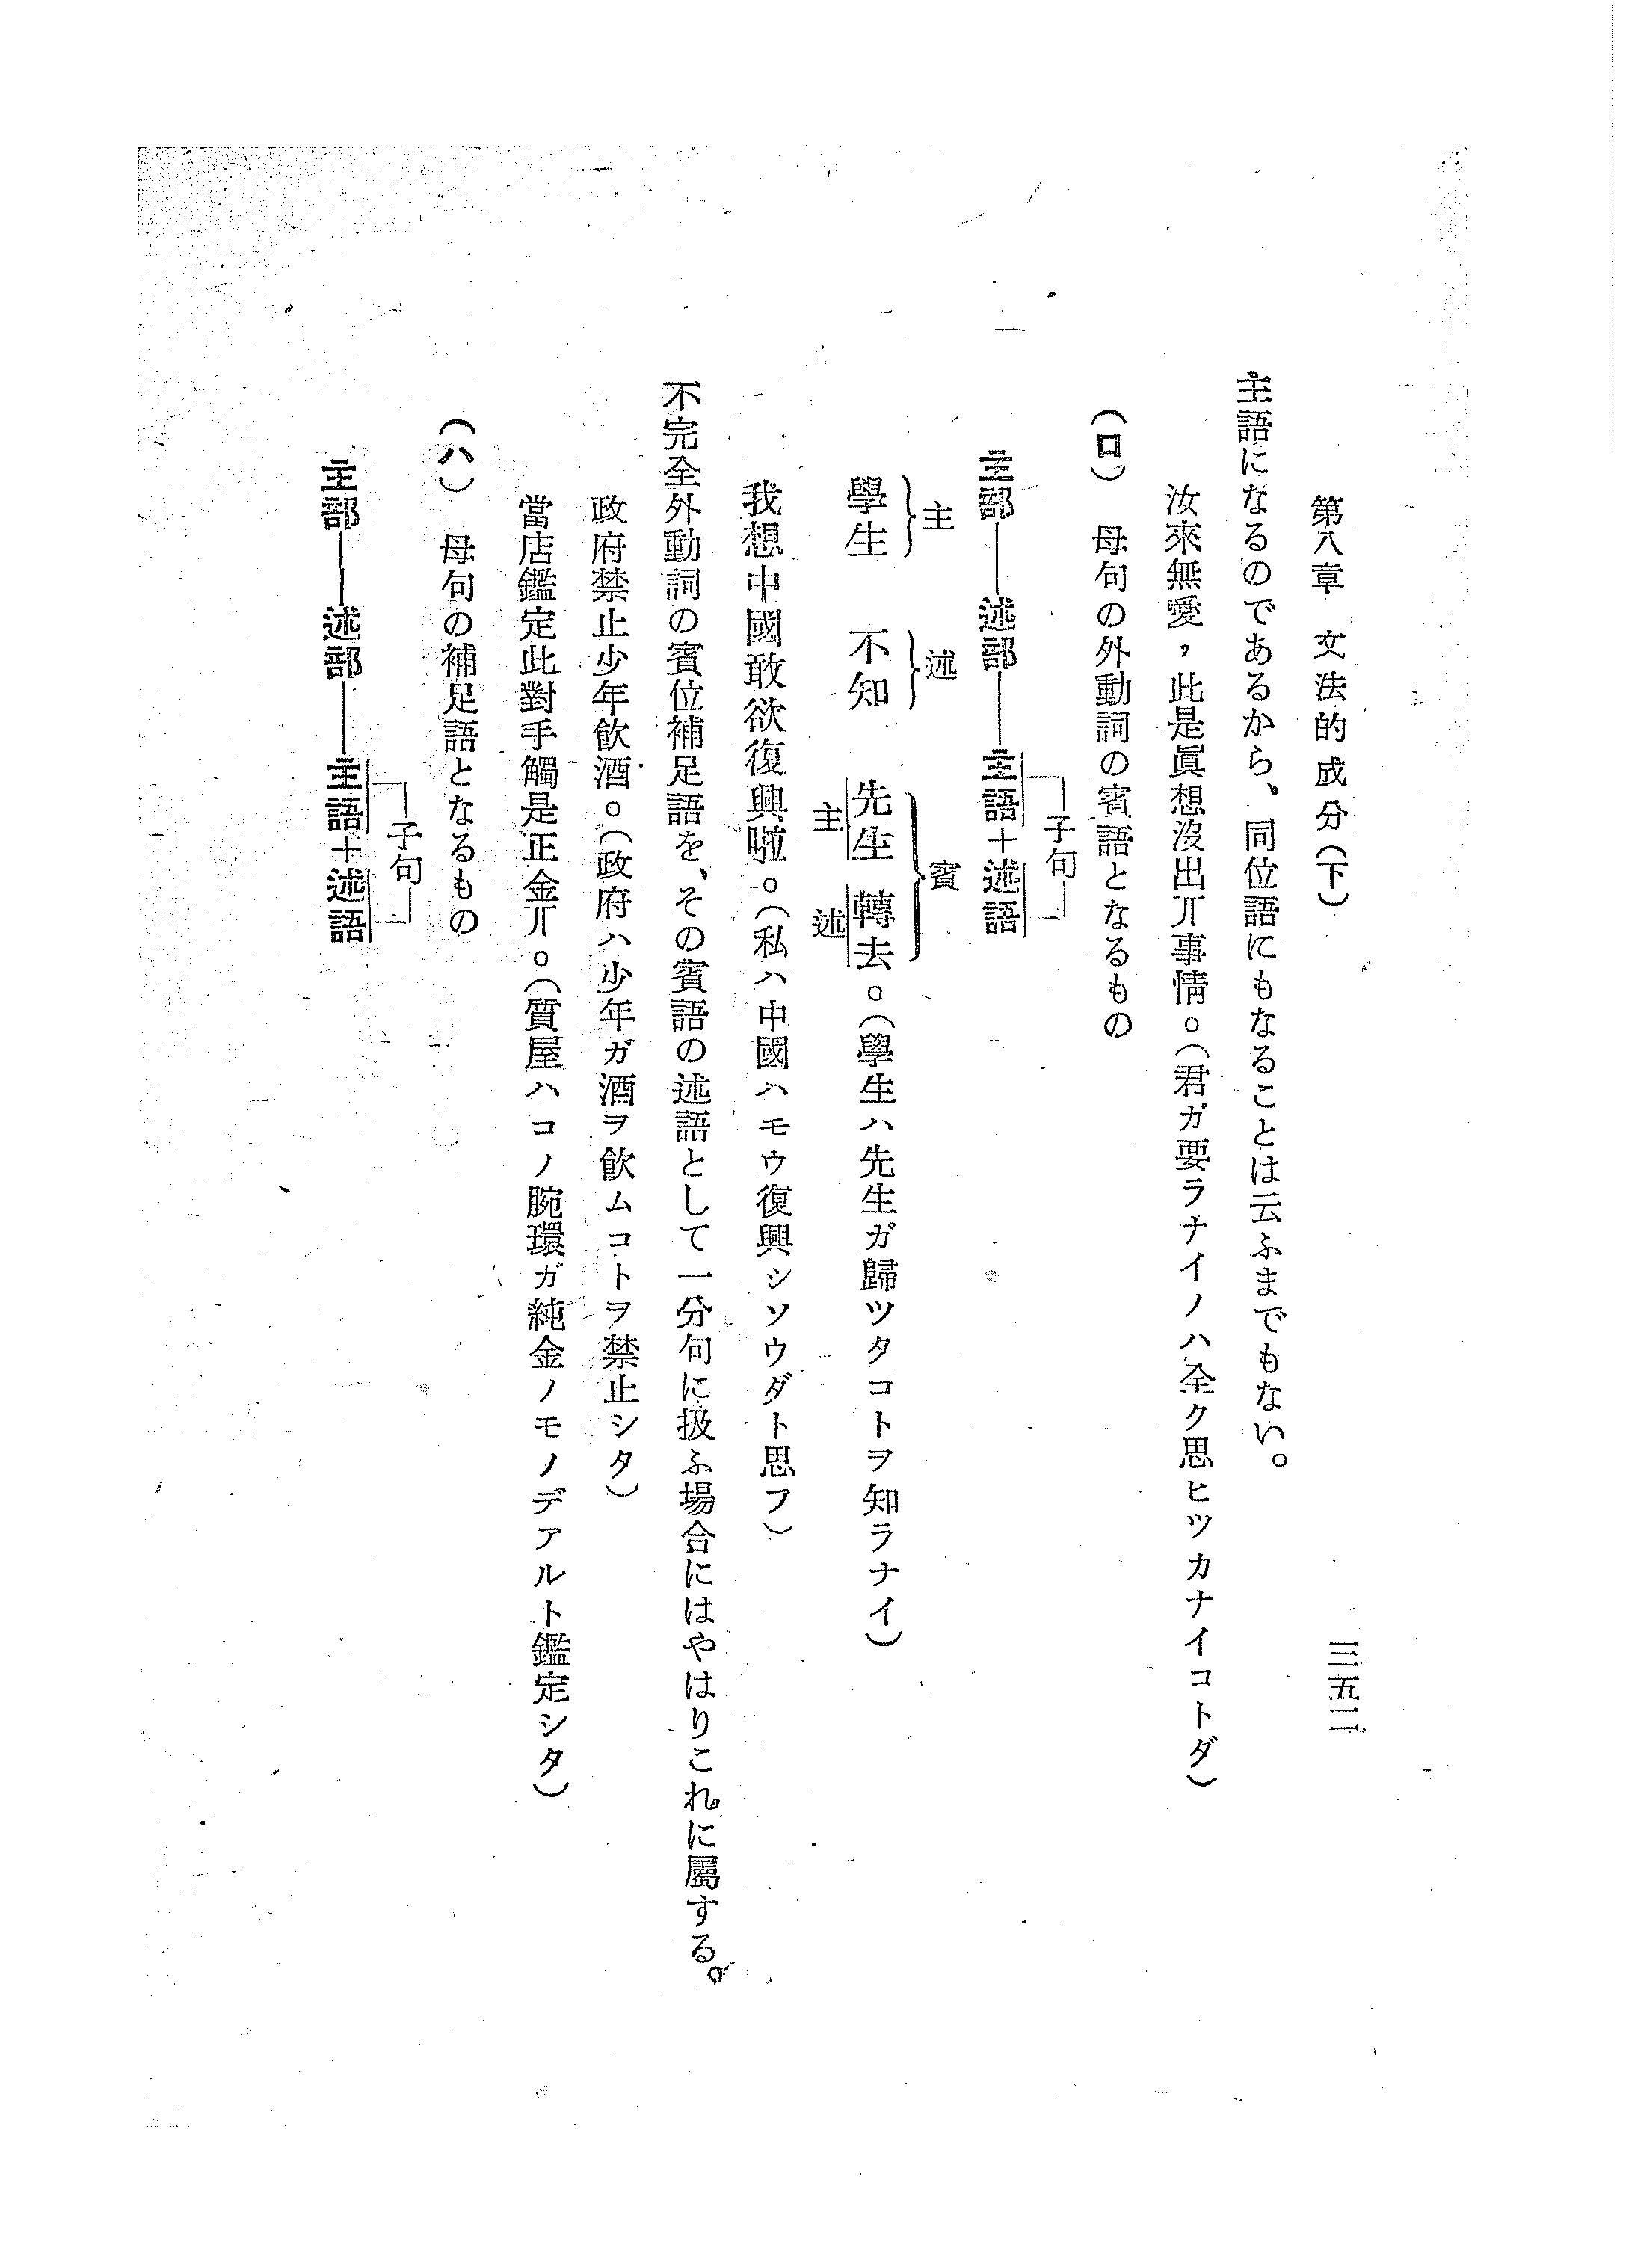 第八章　文法的成分（下）
三五二
主語になるのであるから、同位語にもなることは云ふまでもない。
汝來無愛，此是眞想沒出丌事情。（君ガ要ラナイノハ全ク思ヒツカナイコトダ）
（ロ）　母句の外動詞の賓語となるもの
子句
主部——述部——主語＋述語
主　述　賓
學生　不知　先生　轉去。（學生ハ先生ガ歸ツタコトヲ知ラナイ）
主　述
我想中國敢欲復興啦。（私ハ中國ハモウ復興シソウダト思フ）
不完全外動詞の賓位補足語を、その賓語の述語として一分句に扱ふ場合にはやはりこれに屬する。
政府禁止少年飮酒。（政府ハ少年ガ酒ヲ飮ムコトヲ禁止シタ）
當店鑑定此對手觸是正金丌。（質屋ハコノ腕環ガ純金ノモノデアルト鑑定シタ）
（ハ）　母句の補足語となるもの
子句
主部——述部——主語＋述語